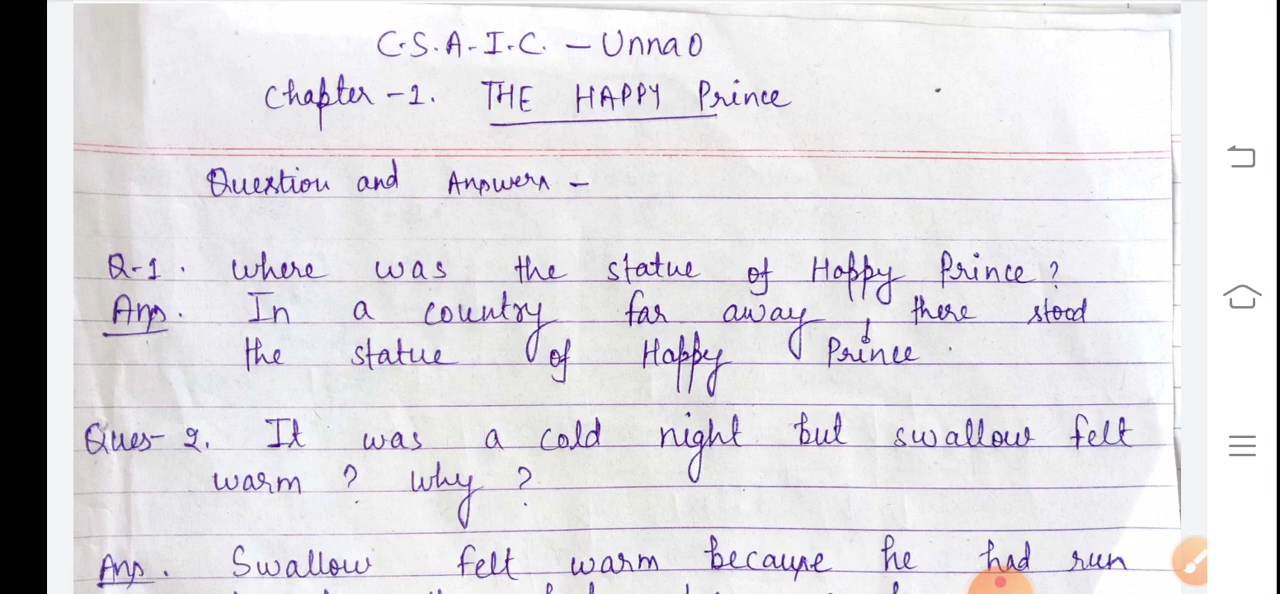 C.S.A.I.C. – Unnao
Chapter – 1. THE HAPPY Prince
Question and Answers –
Q-1. Where was the statue of Happy Prince?
Ans. In a country far away, there stood
the statue of Happy Prince.
Ques- 2. It was a cold night but swallow felt
warm ? why ?
Ans. Swallow felt warm because he had run